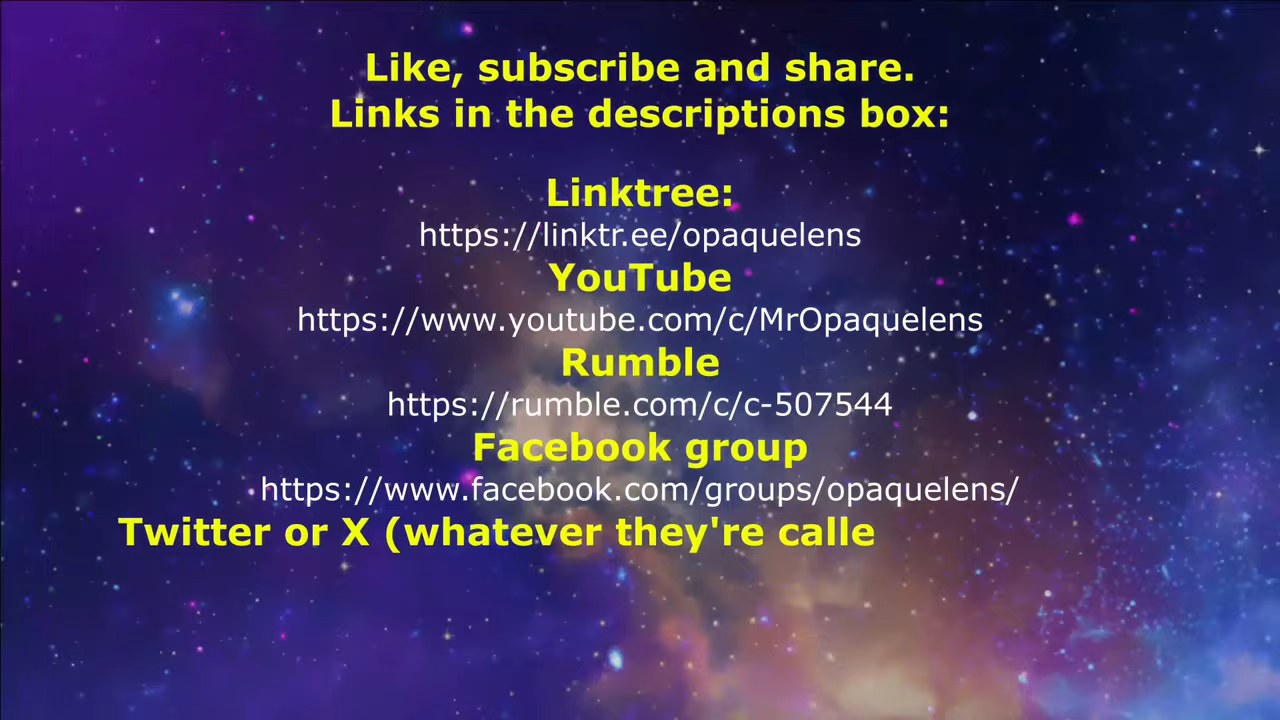 Like, subscribe and share.
Links in the descriptions box:
Linktree:
https://linktr.ee/opaquelens
YouTube
https://www.youtube.com/c/MrOpaquelens
Rumble
https://rumble.com/c/c-507544
Facebook group
https://www.facebook.com/groups/opaquelens/
Twitter or X (whatever they're calle